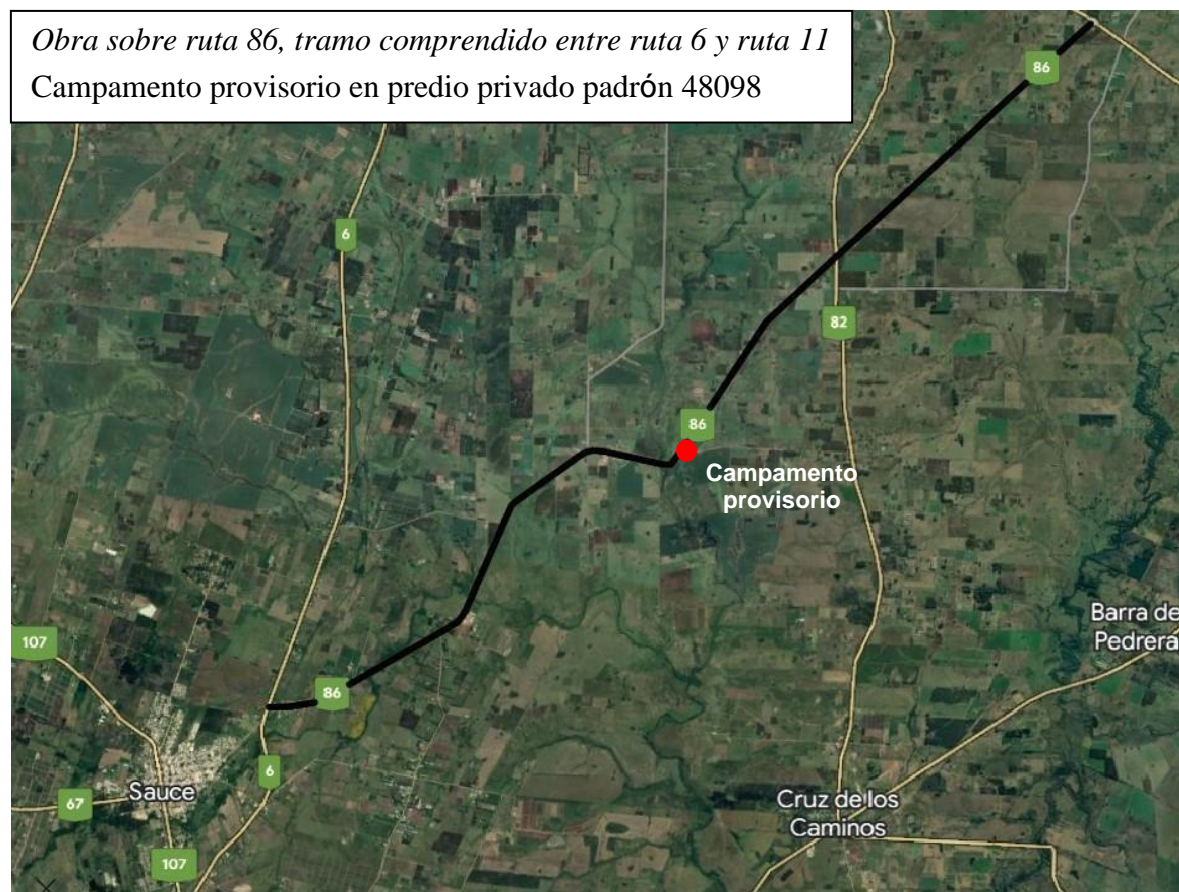 Obra sobre ruta 86, tramo comprendido entre ruta 6 y ruta 11
Campamento provisorio en predio privado padrón 48098
86
6
82
86
Campamento
provisorio
Barra de
Pedrera
107
86
6
Sauce
67
Cruz de los
Caminos
107